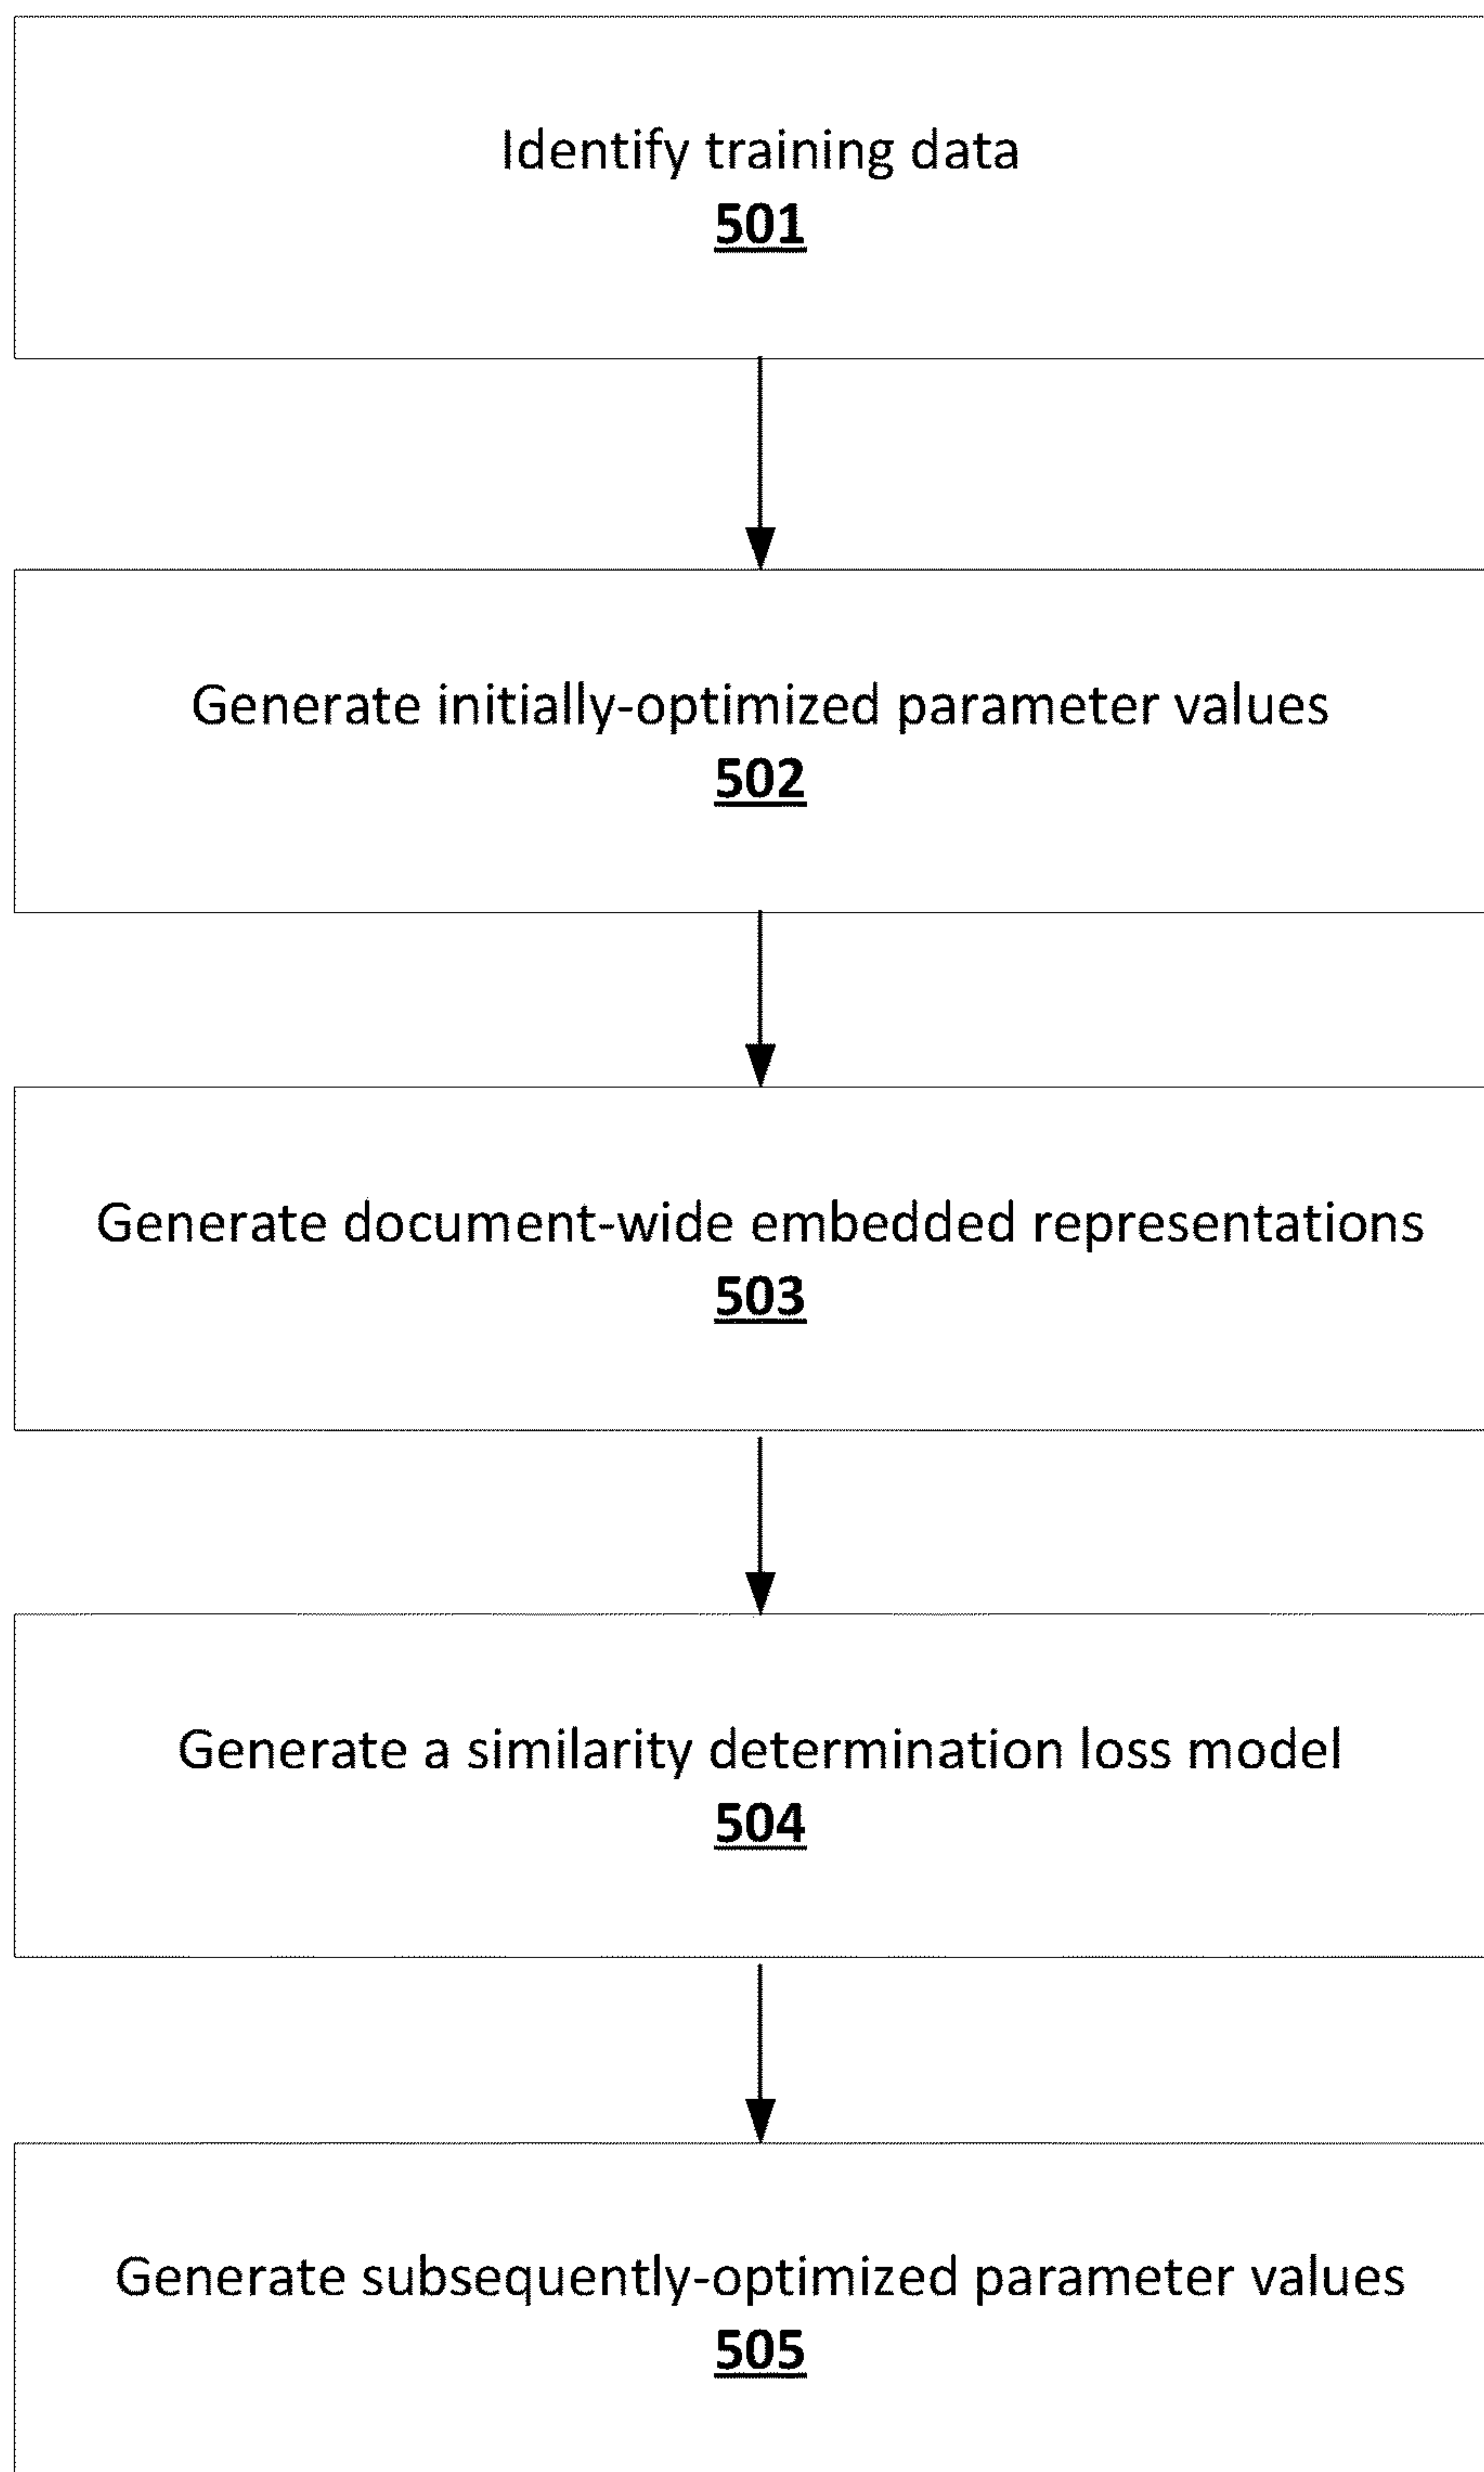 Identify training data
501
Generate initially-optimized parameter values
502
Generate document-wide embedded representations
503
Generate a similarity determination loss model
504
Generate subsequently-optimized parameter values
505